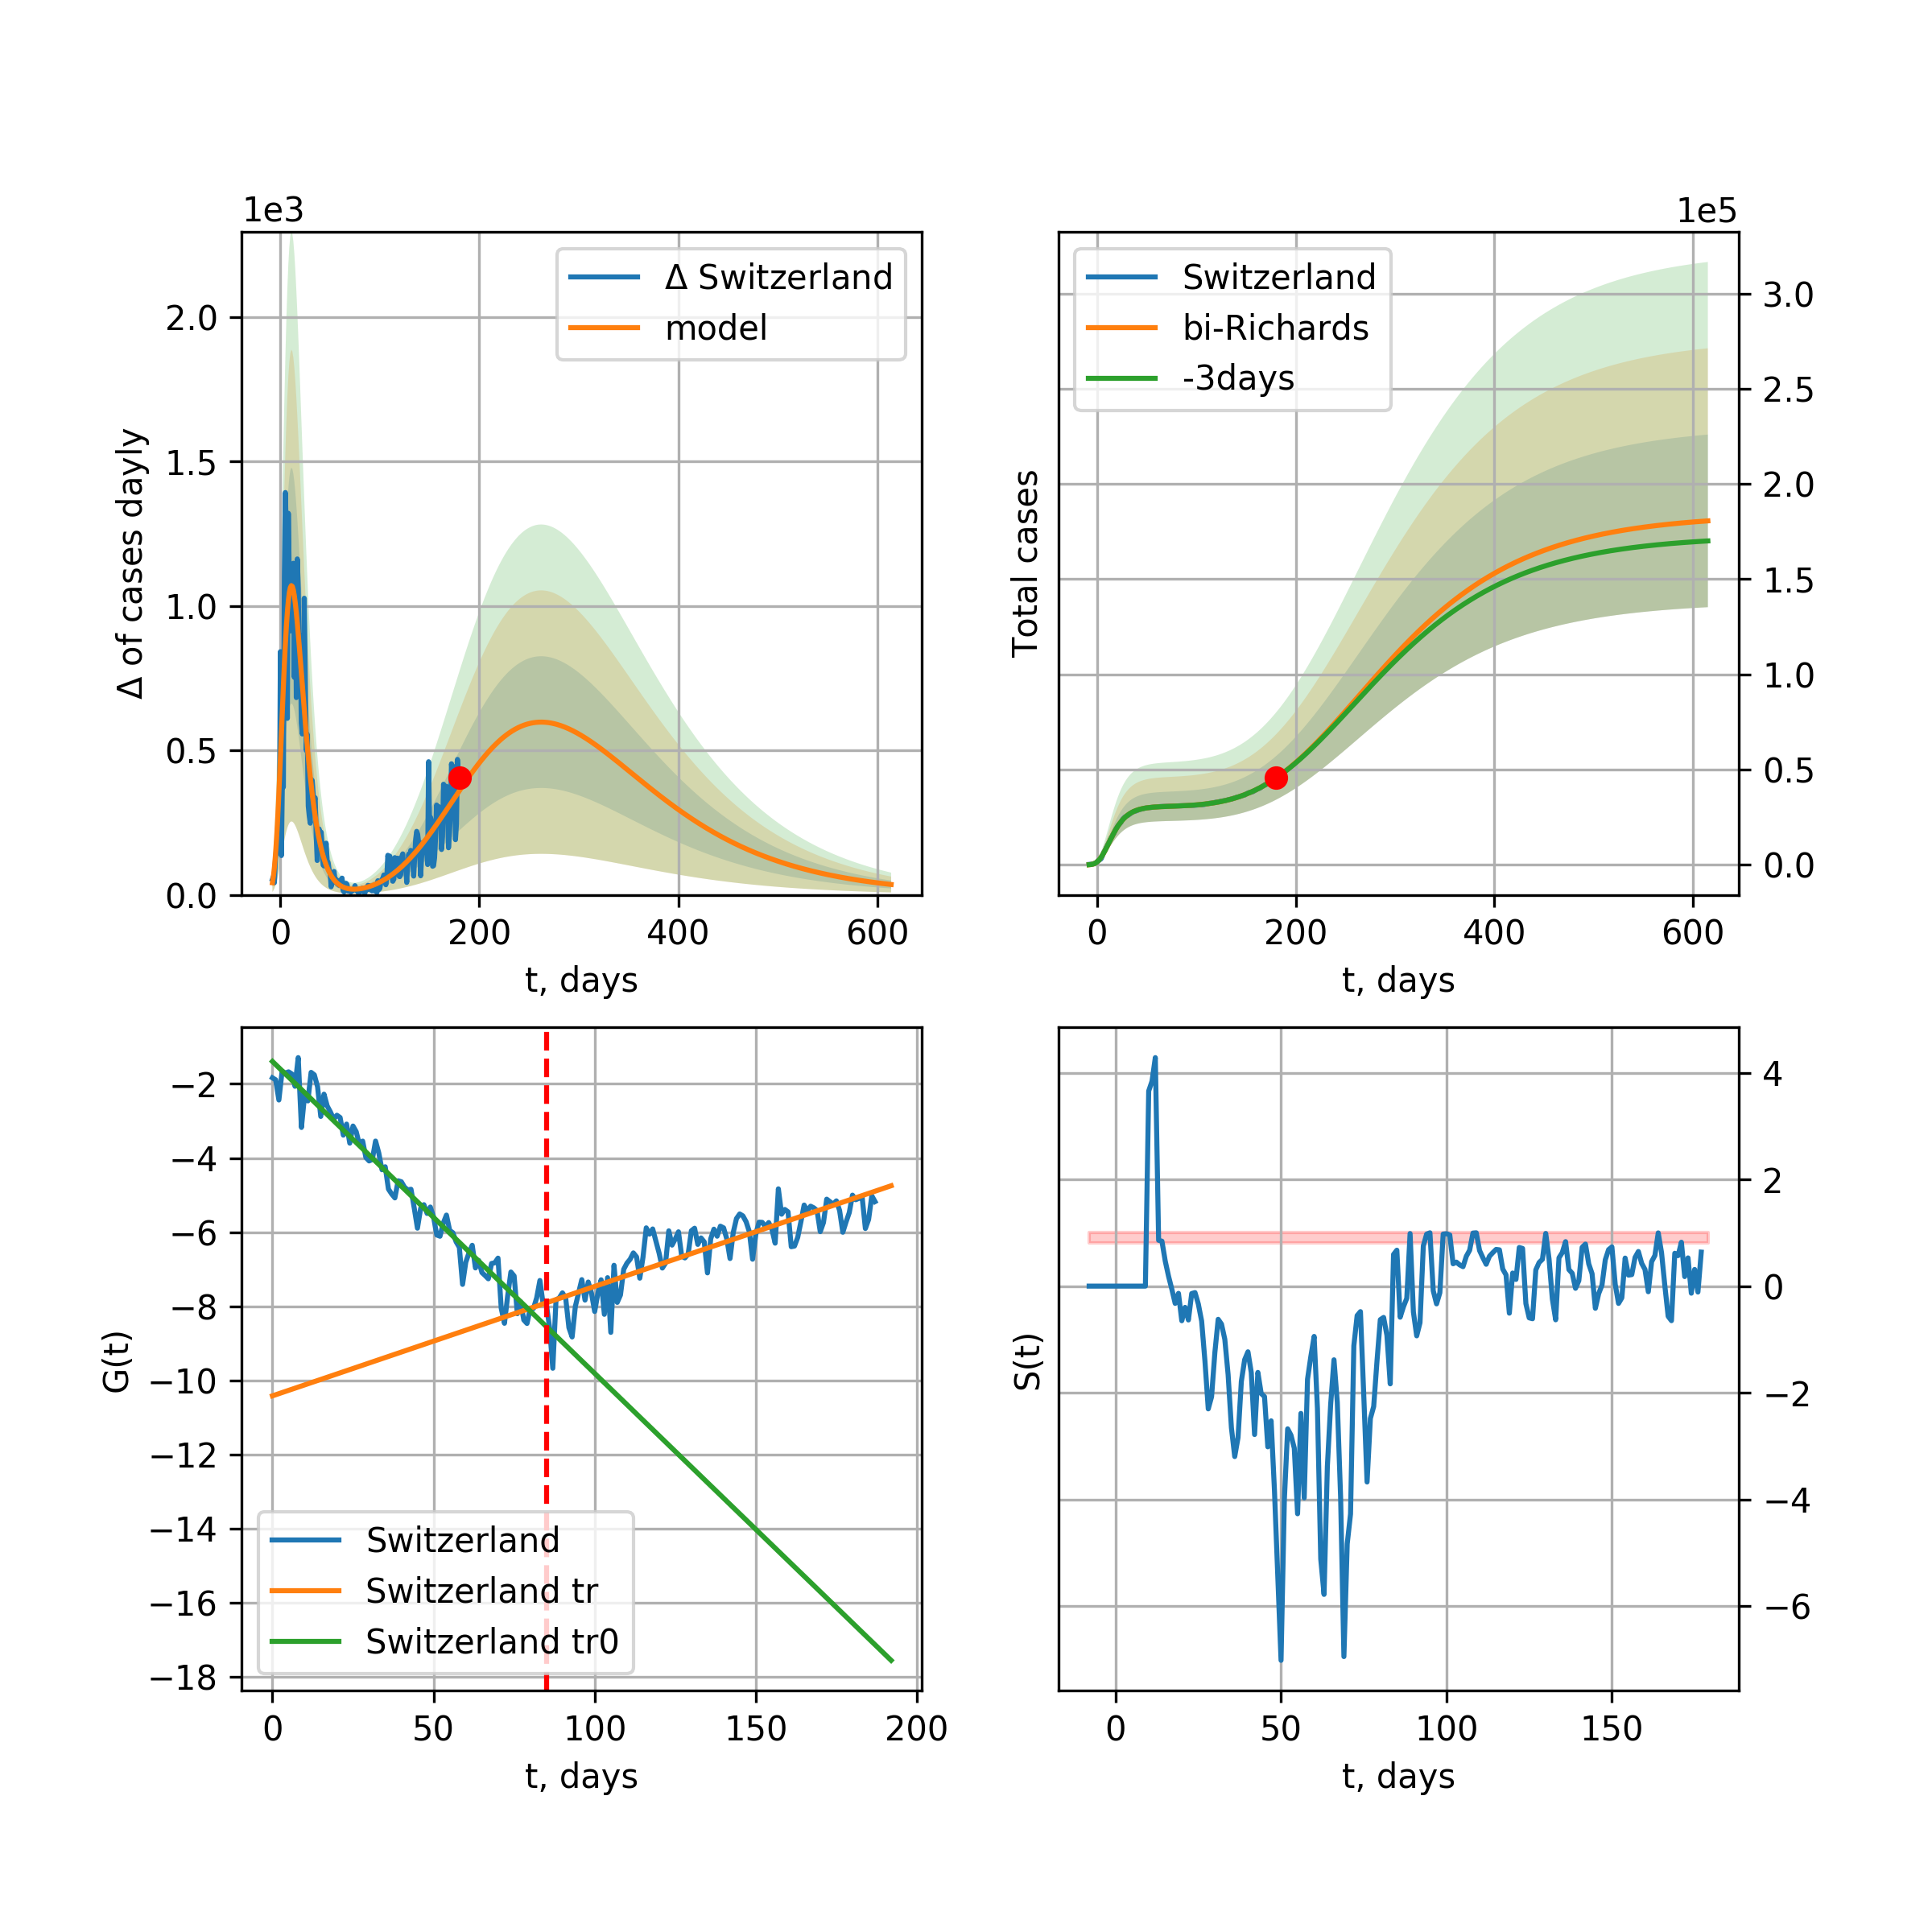 1e3
Δ of cases dayly
2.0
1.5
1.0
0.5
0.0
0 200 400 600
t, days
Δ Switzerland
model
1e5
Total cases
3.0
2.5
2.0
1.5
1.0
0.5
0.0
0 200 400 600
t, days
Switzerland
bi-Richards
-3days
G(t)
−2
−4
−6
−8
−10
−12
−14
−16
−18
0 50 100 150 200
t, days
Switzerland
Switzerland tr
Switzerland tr0
S(t)
4
2
0
−2
−4
−6
0 50 100 150
t, days